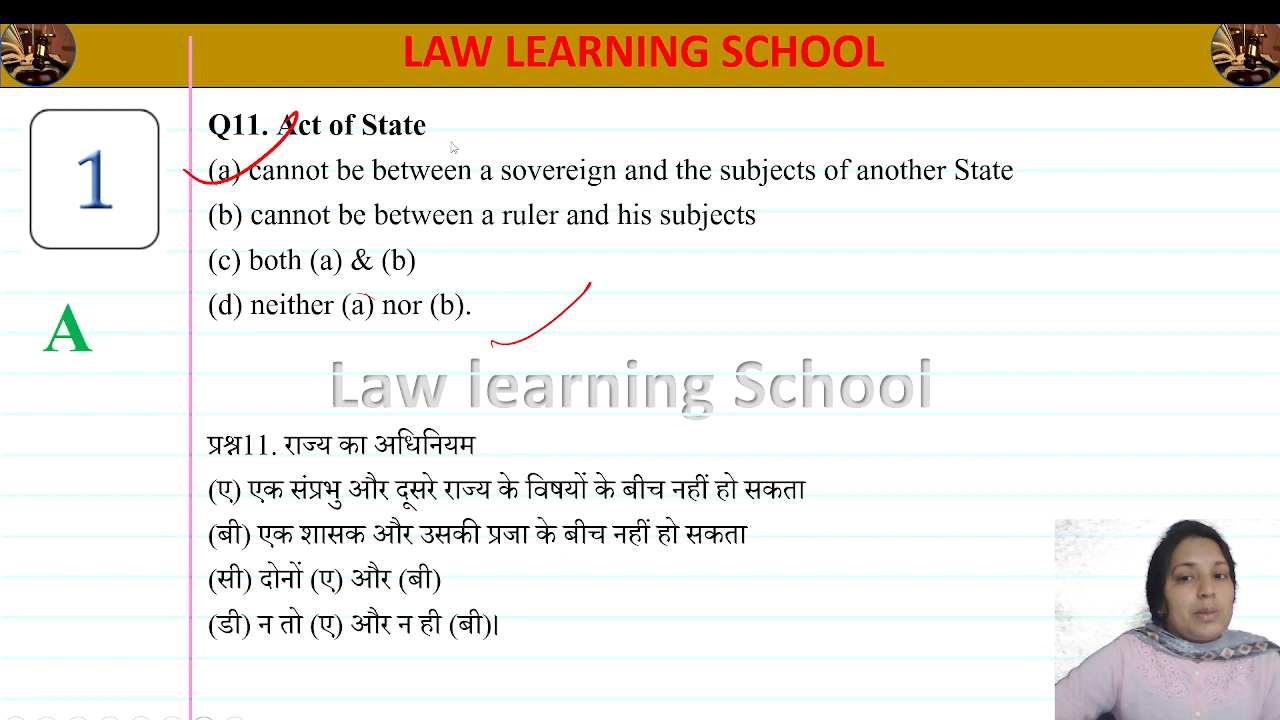 LAW LEARNING SCHOOL
1
Q11. Act of State
(a) cannot be between a sovereign and the subjects of another State
(b) cannot be between a ruler and his subjects
(c) both (a) & (b)
(d) neither (a) nor (b).
A
Law learning School
प्रश्न11. राज्य का अधिनियम
(ए) एक संप्रभु और दूसरे राज्य के विषयों के बीच नहीं हो सकता
(बी) एक शासक और उसकी प्रजा के बीच नहीं हो सकता
(सी) दोनों (ए) और (बी)
(डी) न तो (ए) और न ही (बी)।